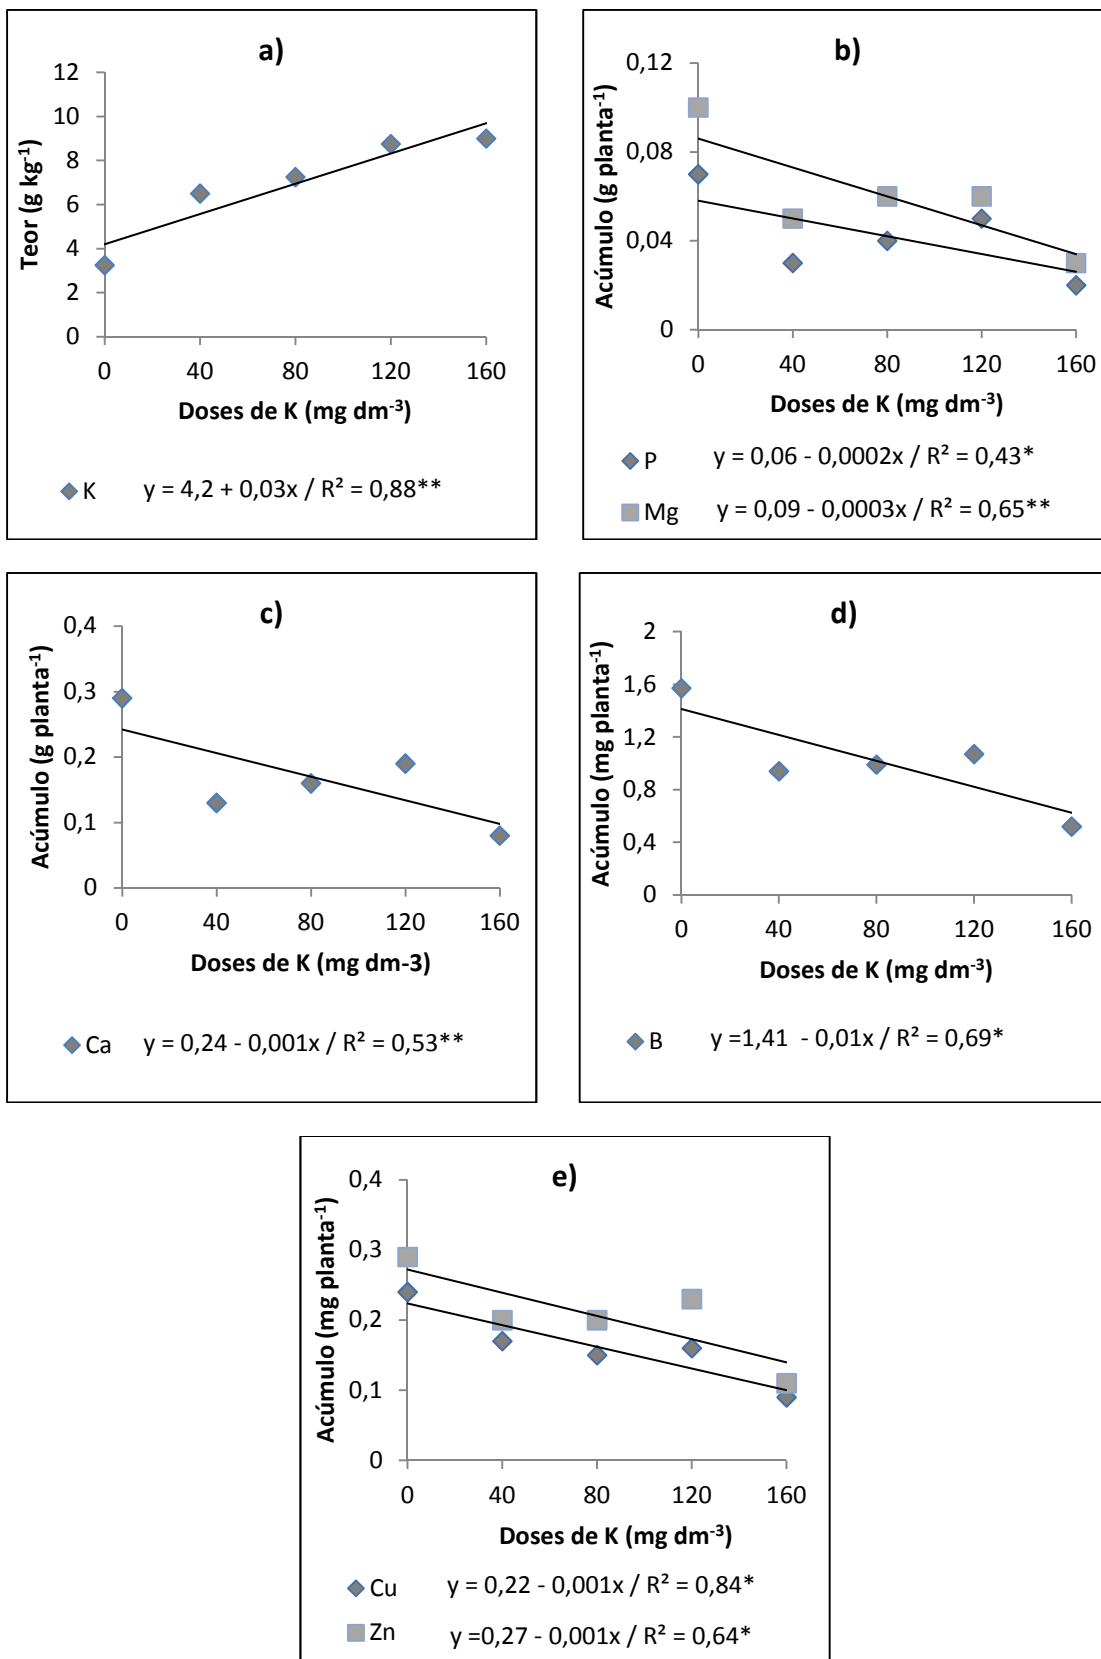 a)
Teor (g kg⁻¹)
12
10
8
6
4
2
0
0 40 80 120 160
Doses de K (mg dm⁻³)
K y = 4,2 + 0,03x / R² = 0,88**
b)
Acúmulo (g planta⁻¹)
0,12
0,08
0,04
0
0 40 80 120 160
Doses de K (mg dm⁻³)
P y = 0,06 - 0,0002x / R² = 0,43*
Mg y = 0,09 - 0,0003x / R² = 0,65**
c)
Acúmulo (g planta⁻¹)
0,4
0,3
0,2
0,1
0
0 40 80 120 160
Doses de K (mg dm-3)
Ca y = 0,24 - 0,001x / R² = 0,53**
d)
Acúmulo (mg planta⁻¹)
2
1,6
1,2
0,8
0,4
0
0 40 80 120 160
Doses de K (mg dm⁻³)
B y =1,41 - 0,01x / R² = 0,69*
e)
Acúmulo (mg planta⁻¹)
0,4
0,3
0,2
0,1
0
0 40 80 120 160
Doses de K (mg dm⁻³)
Cu y = 0,22 - 0,001x / R² = 0,84*
Zn y =0,27 - 0,001x / R² = 0,64*